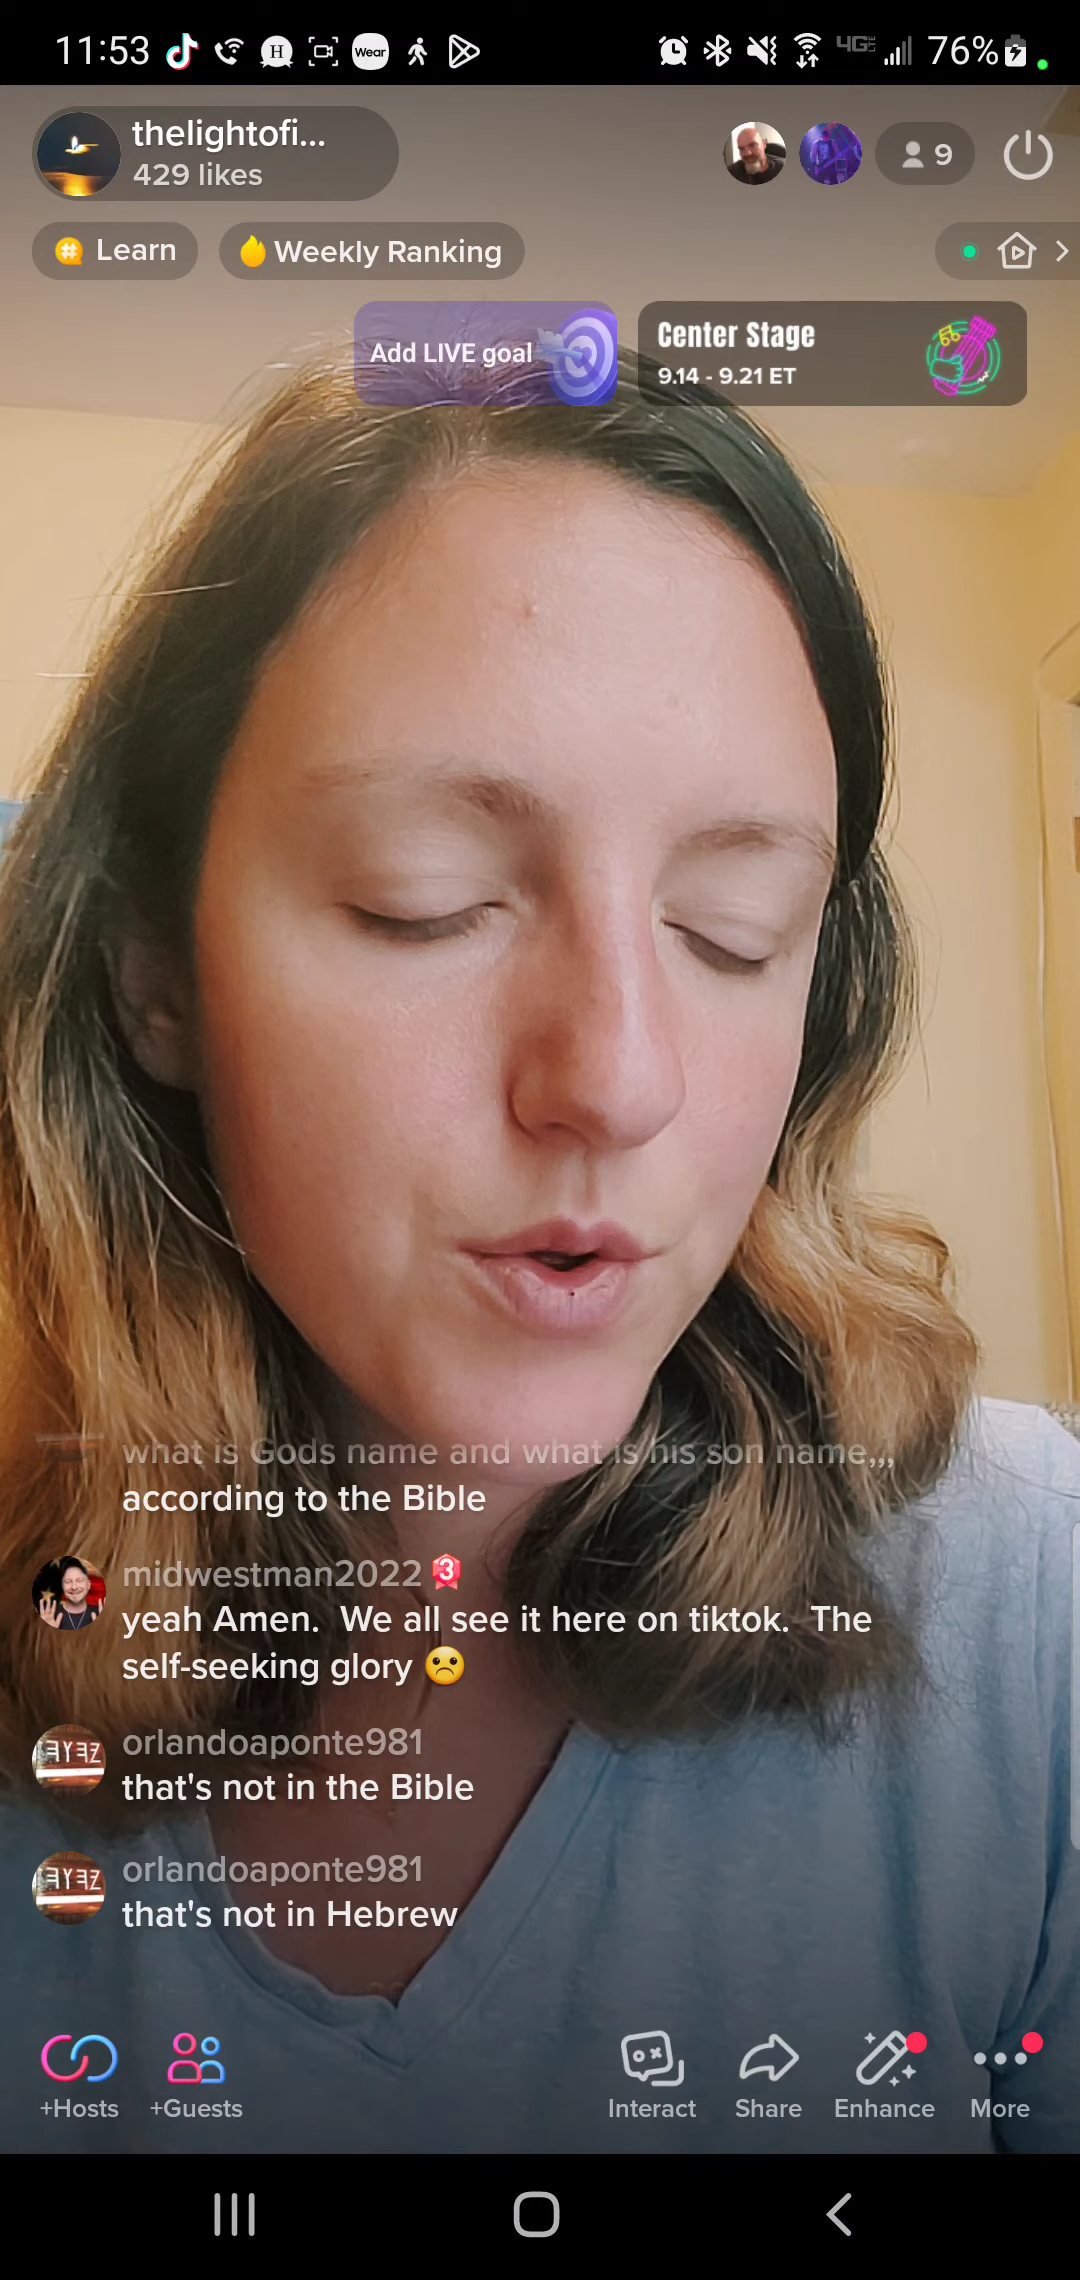 11:53
H
Wear
4G
76%
thelightofi...
429 likes
9
Learn
Weekly Ranking
Add LIVE goal
Center Stage
9.14 - 9.21 ET
what is Gods name and what is his son name,,,
according to the Bible
midwestman2022 3
yeah Amen.  We all see it here on tiktok.  The
self-seeking glory ☹️
orlandoaponte981
that's not in the Bible
orlandoaponte981
that's not in Hebrew
+Hosts
+Guests
Interact
Share
Enhance
More